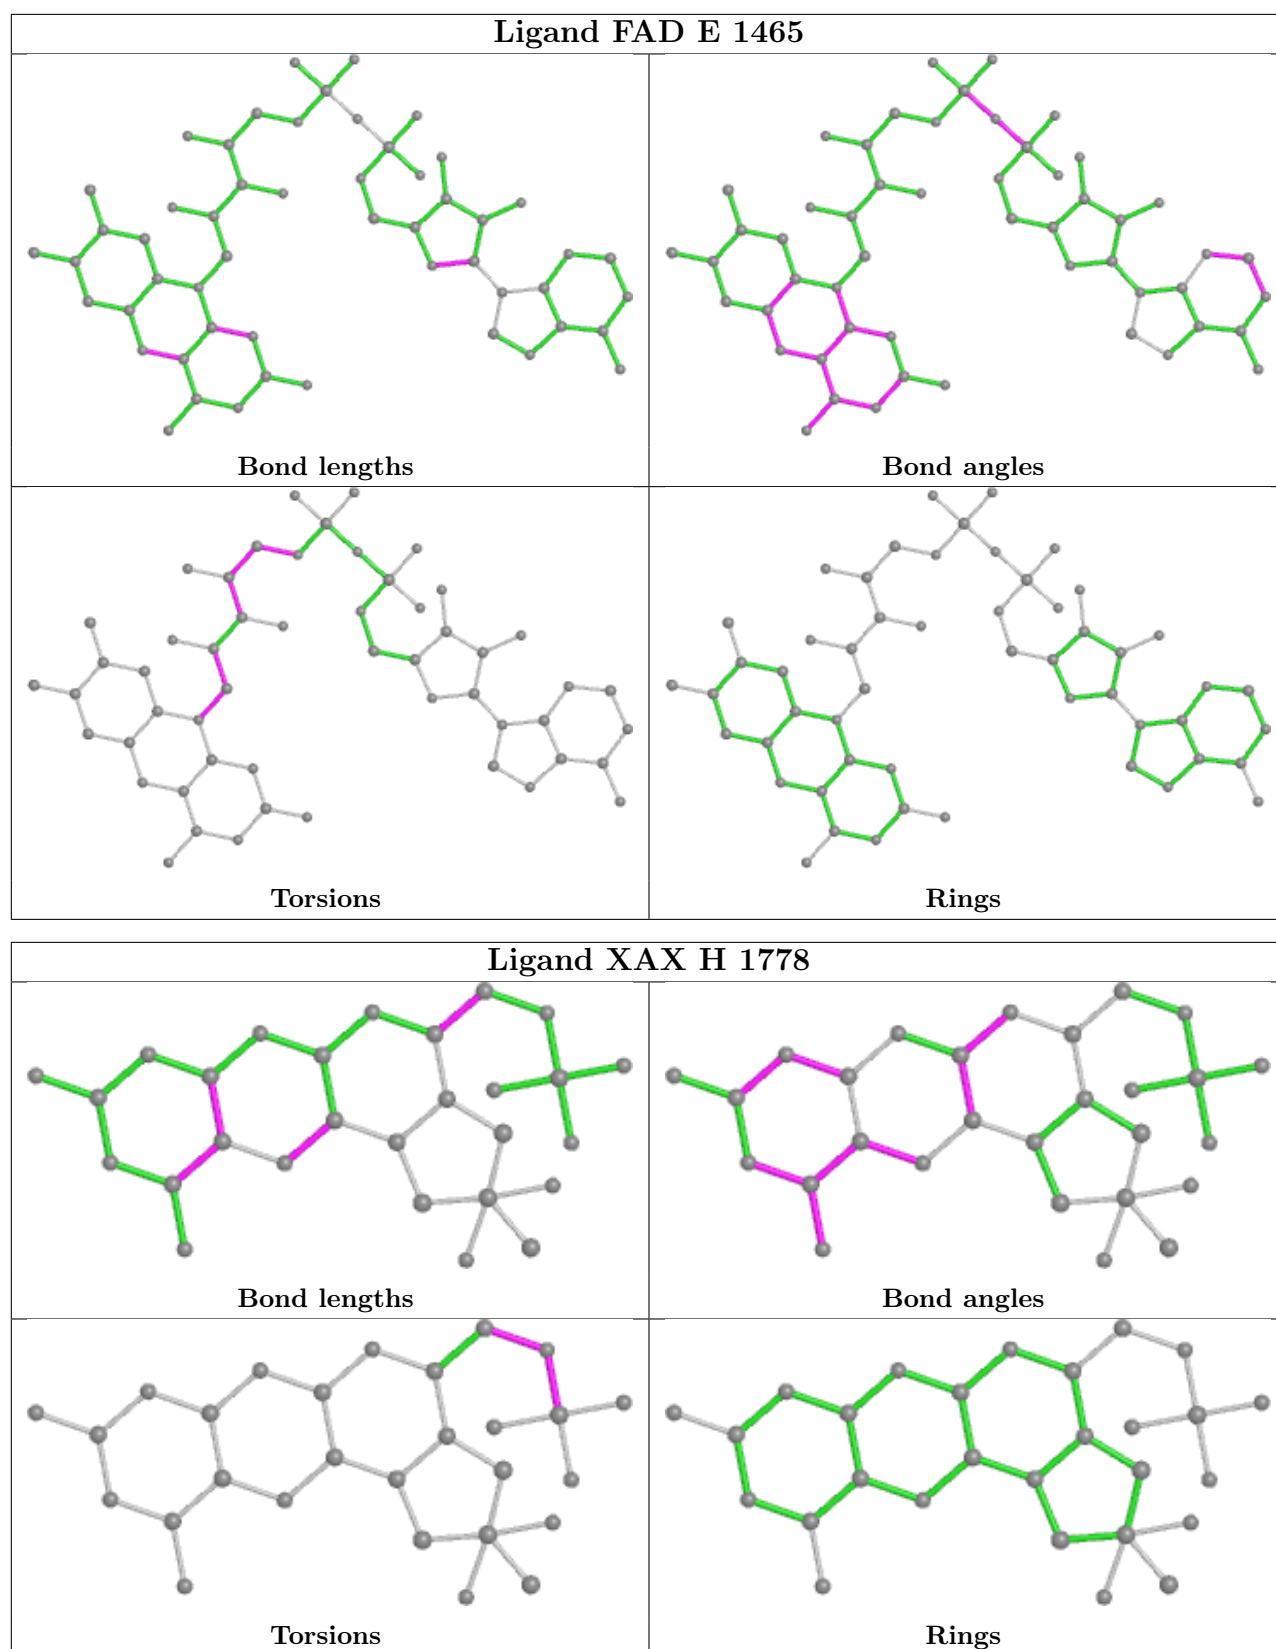 Ligand FAD E 1465
Bond lengths
Bond angles
Torsions
Rings
Ligand XAX H 1778
Bond lengths
Bond angles
Torsions
Rings